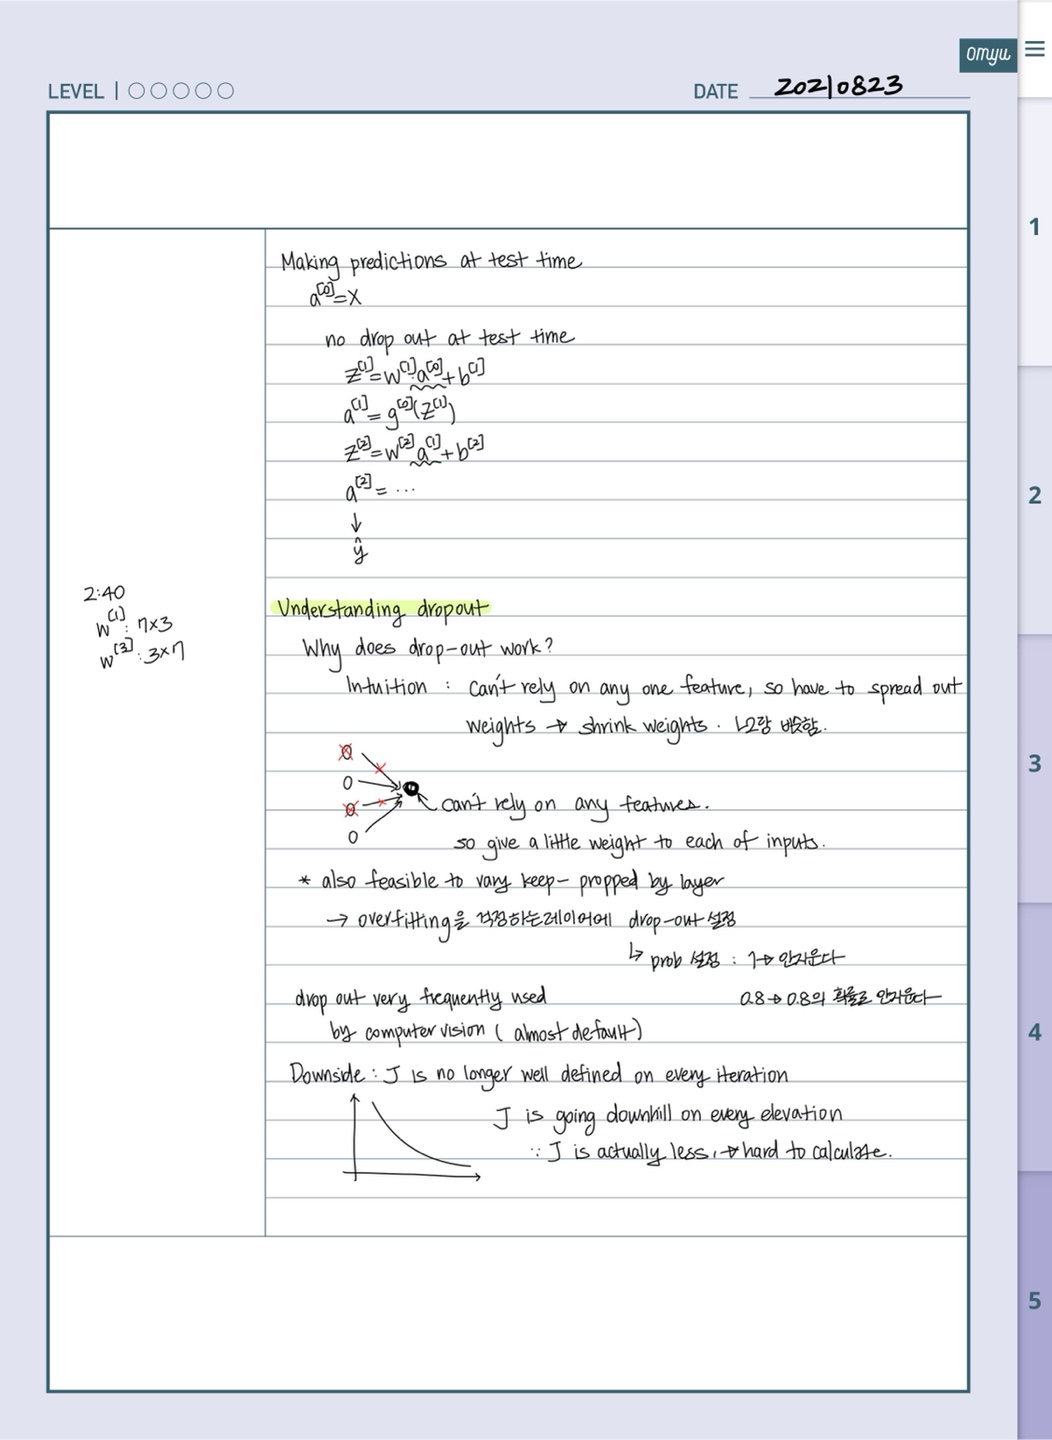 omyu
LEVEL | ○○○○○
DATE 20210823
Making predictions at test time
a^[0]=X
no drop out at test time
z^[1]=w^[1]·a^[0]+b^[1]
a^[1]=g^[0](z^[1])
z^[2]=w^[2]a^[1]+b^[2]
a^[2]=...
↓
ŷ
2:40
w^[1]: 7x3
w^[3]: 3x7
Understanding dropout
Why does drop-out work?
Intuition : can't rely on any one feature, so have to spread out
weights → shrink weights. L2랑 비슷함.
can't rely on any features.
so give a little weight to each of inputs.
* also feasible to vary keep-propped by layer
→ overfitting을 걱정하는레이어에 drop-out 설정
↳ prob 설정 : 1→ 안지운다
0.8→0.8의 확률로 안지운다
drop out very frequently used
by computer vision ( almost default)
Downside : J is no longer well defined on every iteration
J is going downhill on every elevation
∵ J is actually less, → hard to calculate.
1
2
3
4
5